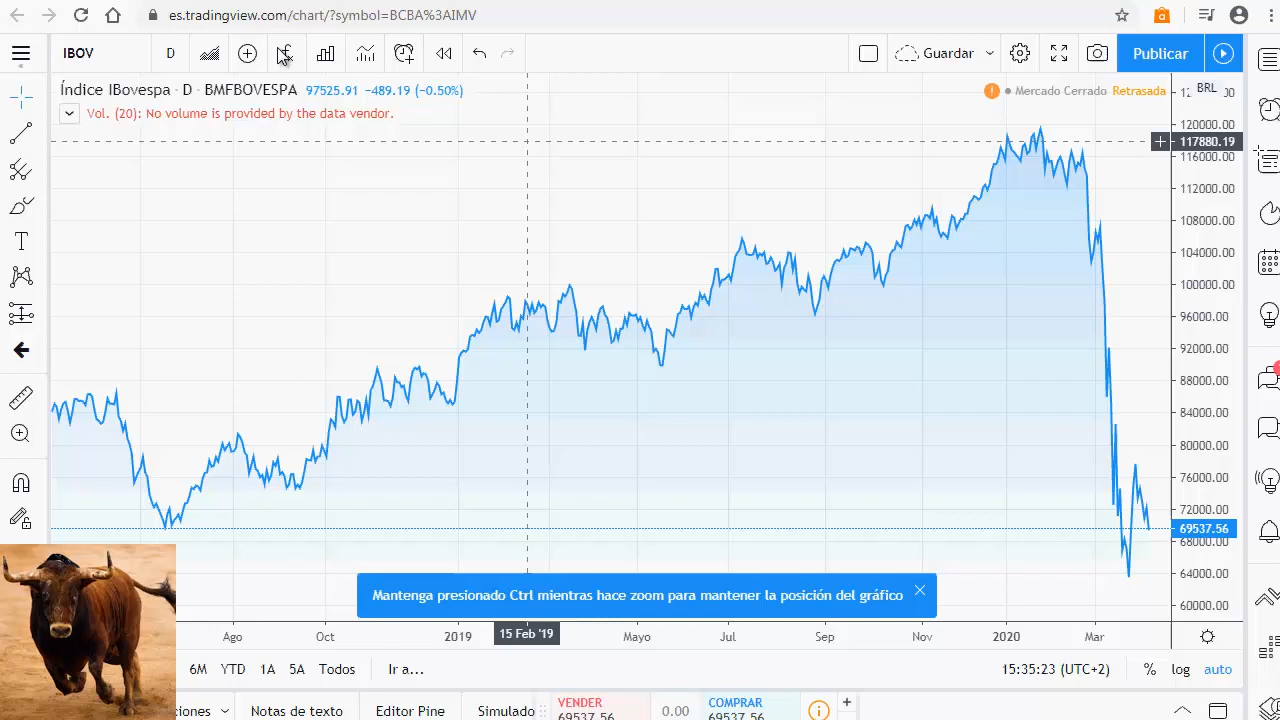 es.tradingview.com/chart/?symbol=BCBA%3AIMV
IBOV
D
Guardar
Publicar
Índice IBovespa · D · BMFBOVESPA 97525.91 −489.19 (−0.50%)
Mercado Cerrado Retrasada
BRL
Vol. (20): No volume is provided by the data vendor.
120000.00
117880.19
116000.00
112000.00
108000.00
104000.00
100000.00
96000.00
92000.00
88000.00
84000.00
80000.00
76000.00
72000.00
69537.56
68000.00
64000.00
60000.00
Mantenga presionado Ctrl mientras hace zoom para mantener la posición del gráfico
Ago Oct 2019 15 Feb '19 Mayo Jul Sep Nov 2020 Mar
6M YTD 1A 5A Todos Ir a... 15:35:23 (UTC+2) % log auto
Notas de texto Editor Pine Simulado
VENDER 0.00 COMPRAR
69537.56 69537.56